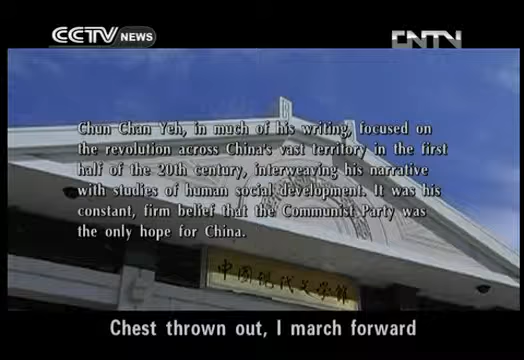 CCTV NEWS
CNTV
Chun Chan Yeh, in much of his writing, focused on
the revolution across China's vast territory in the first
half of the 20th century, interweaving his narrative
with studies of human social development. It was his
constant, firm belief that the Communist Party was
the only hope for China.
中国现代文学馆
Chest thrown out, I march forward